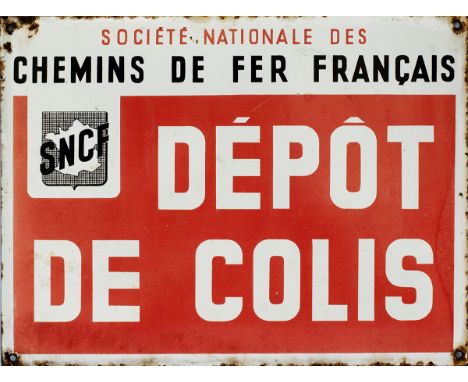 SOCIÉTÉ NATIONALE DES
CHEMINS DE FER FRANÇAIS
SNCF
DÉPÔT
DE COLIS